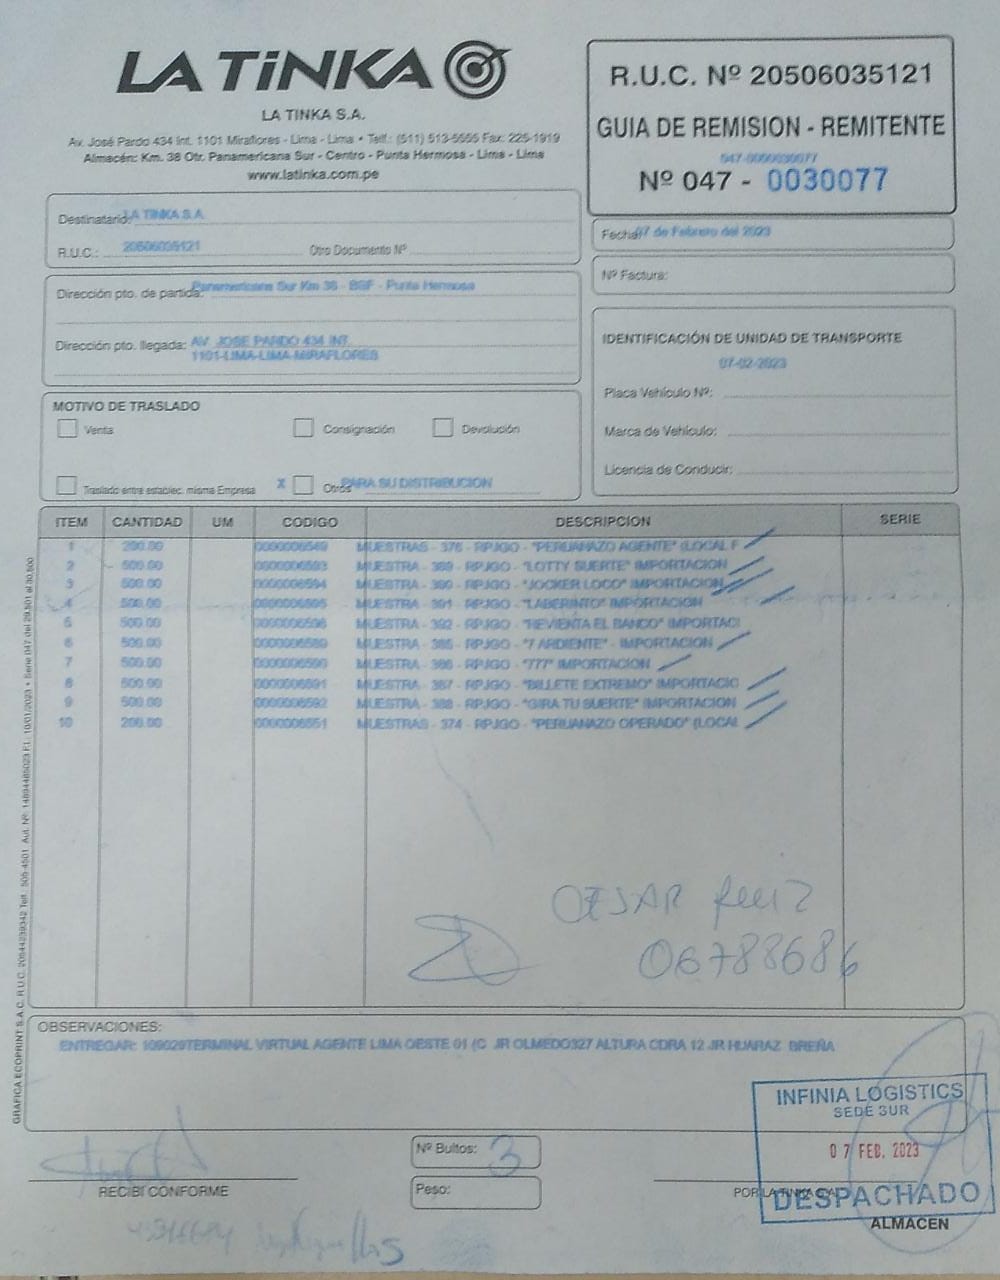 LA TiNKA
LA TINKA S.A.
Av. José Pardo 434 Int. 1101 Miraflores - Lima - Lima • Telf.: (511) 513-5555 Fax: 225-1919
Almacén: Km. 38 Otr. Panamericana Sur - Centro - Punta Hermosa - Lima - Lima
www.latinka.com.pe
R.U.C. Nº 20506035121
GUIA DE REMISION - REMITENTE
047-0000030077
Nº 047 - 0030077
Destinatario: LA TINKA S.A.
R.U.C.: 20506035121 Otro Documento Nº
Fecha: 07 de Febrero del 2023
Nº Factura:
Dirección pto. de partida: Panamericana Sur Km 38 - BSF - Punta Hermosa
Dirección pto. llegada: AV. JOSE PARDO 434 INT.
1101-LIMA-LIMA-MIRAFLORES
IDENTIFICACIÓN DE UNIDAD DE TRANSPORTE
07-02-2023
Placa Vehículo Nº:
Marca de Vehículo:
Licencia de Conducir:
MOTIVO DE TRASLADO
Venta Consignación Devolución
Traslado entre establec. misma Empresa X Otros PARA SU DISTRIBUCION
ITEM CANTIDAD UM CODIGO DESCRIPCION SERIE
1 200.00 0000006549 MUESTRAS - 376 - RPJGO - "PERUANAZO AGENTE" (LOCAL F
2 500.00 0000006593 MUESTRA - 389 - RPJGO - "LOTTY SUERTE" IMPORTACION
3 500.00 0000006594 MUESTRA - 390 - RPJGO - "JOCKER LOCO" IMPORTACION
4 500.00 0000006595 MUESTRA - 391 - RPJGO - "LABERINTO" IMPORTACION
5 500.00 0000006596 MUESTRA - 392 - RPJGO - "REVIENTA EL BANCO" IMPORTACI
6 500.00 0000006589 MUESTRA - 385 - RPJGO - "7 ARDIENTE" - IMPORTACION
7 500.00 0000006590 MUESTRA - 386 - RPJGO - "777" IMPORTACION
8 500.00 0000006591 MUESTRA - 387 - RPJGO - "BILLETE EXTREMO" IMPORTACIO
9 500.00 0000006592 MUESTRA - 388 - RPJGO - "GIRA TU SUERTE" IMPORTACION
10 200.00 0000006551 MUESTRAS - 374 - RPJGO - "PERUANAZO OPERADO" (LOCAL
CESAR RUIZ
06788686
OBSERVACIONES:
ENTREGAR: 109029TERMINAL VIRTUAL AGENTE LIMA OESTE 01 (C JR OLMEDO327 ALTURA CDRA 12 JR HUARAZ BREÑA
INFINIA LOGISTICS
SEDE SUR
07 FEB. 2023
DESPACHADO
ALMACEN
Nº Bultos: 3
Peso:
RECIBÍ CONFORME
POR LA TINKA S.A.
GRAFICA ECOPRINT S.A.C. R.U.C. 20544239342 Telf.: 505-4501 Aut. Nº: 14894485023 F.I.: 10/01/2023 • Serie 047 del 29,501 al 30,500